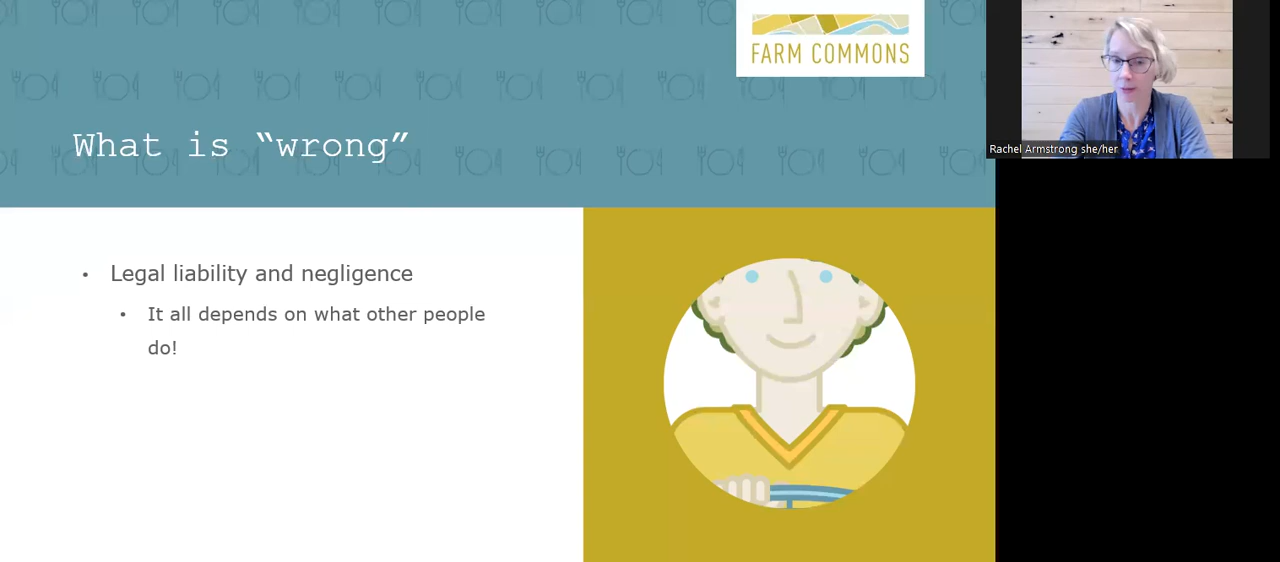 FARM COMMONS
What is “wrong”
• Legal liability and negligence
• It all depends on what other people
do!
Rachel Armstrong she/her